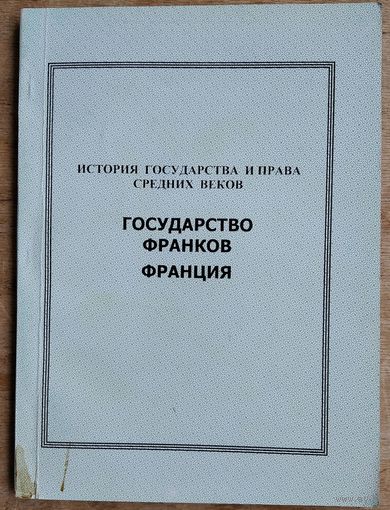 ИСТОРИЯ ГОСУДАРСТВА И ПРАВА
СРЕДНИХ ВЕКОВ
ГОСУДАРСТВО
ФРАНКОВ
ФРАНЦИЯ